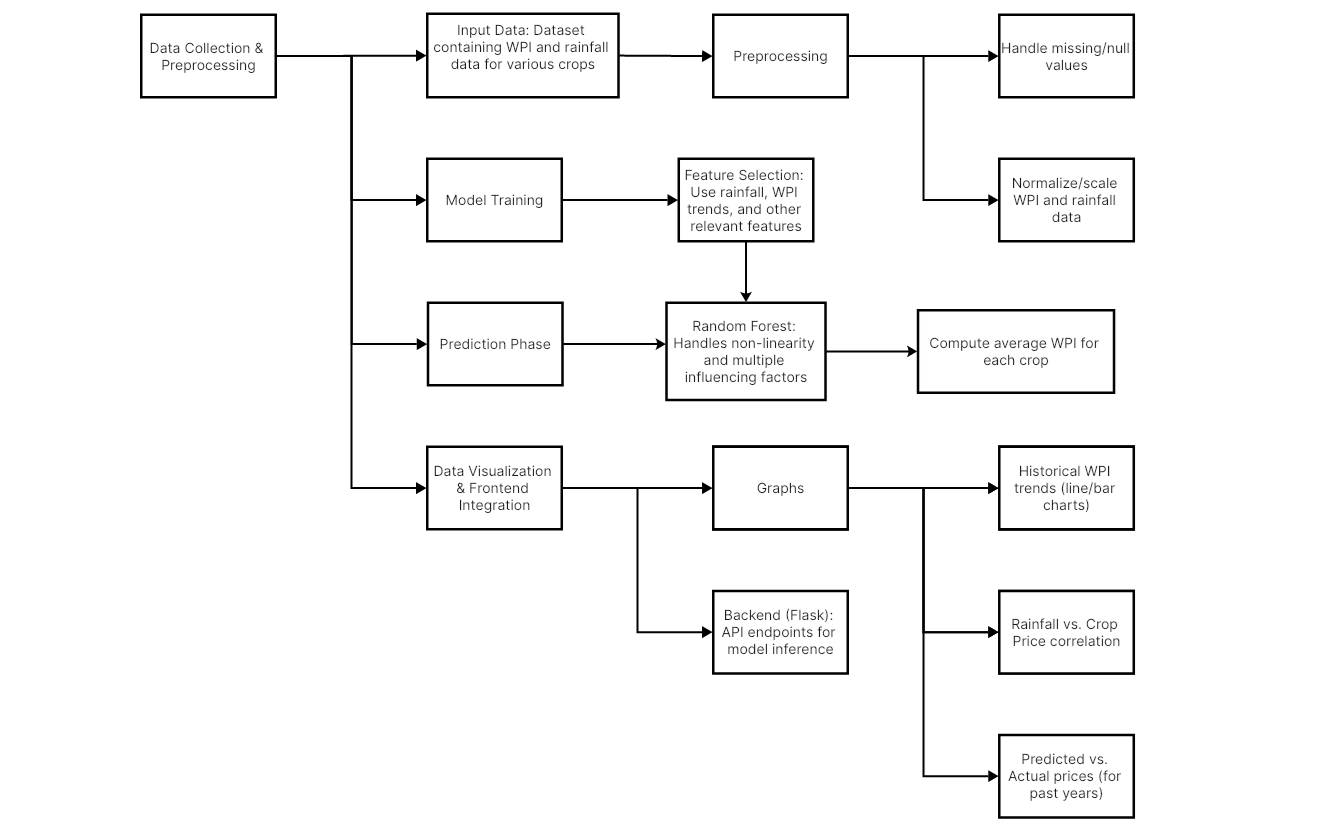 Data Collection &
Preprocessing
Input Data: Dataset
containing WPI and rainfall
data for various crops
Preprocessing
Handle missing/null
values
Model Training
Feature Selection:
Use rainfall, WPI
trends, and other
relevant features
Normalize/scale
WPI and rainfall
data
Prediction Phase
Random Forest:
Handles non-linearity
and multiple
influencing factors
Compute average WPI for
each crop
Data Visualization
& Frontend
Integration
Graphs
Historical WPI
trends (line/bar
charts)
Backend (Flask):
API endpoints for
model inference
Rainfall vs. Crop
Price correlation
Predicted vs.
Actual prices (for
past years)